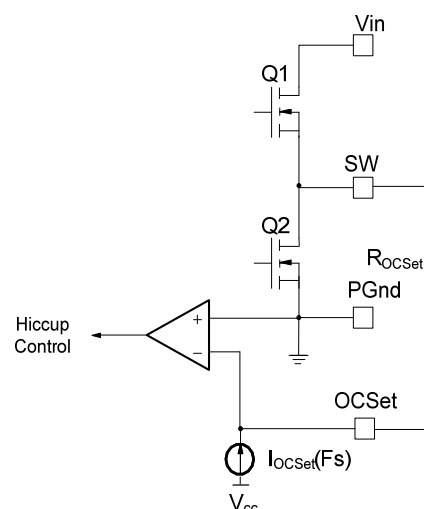 Vin
Q1
SW
Q2
ROCSet
PGnd
+
Hiccup
Control
−
OCSet
IOCSet(Fs)
Vcc